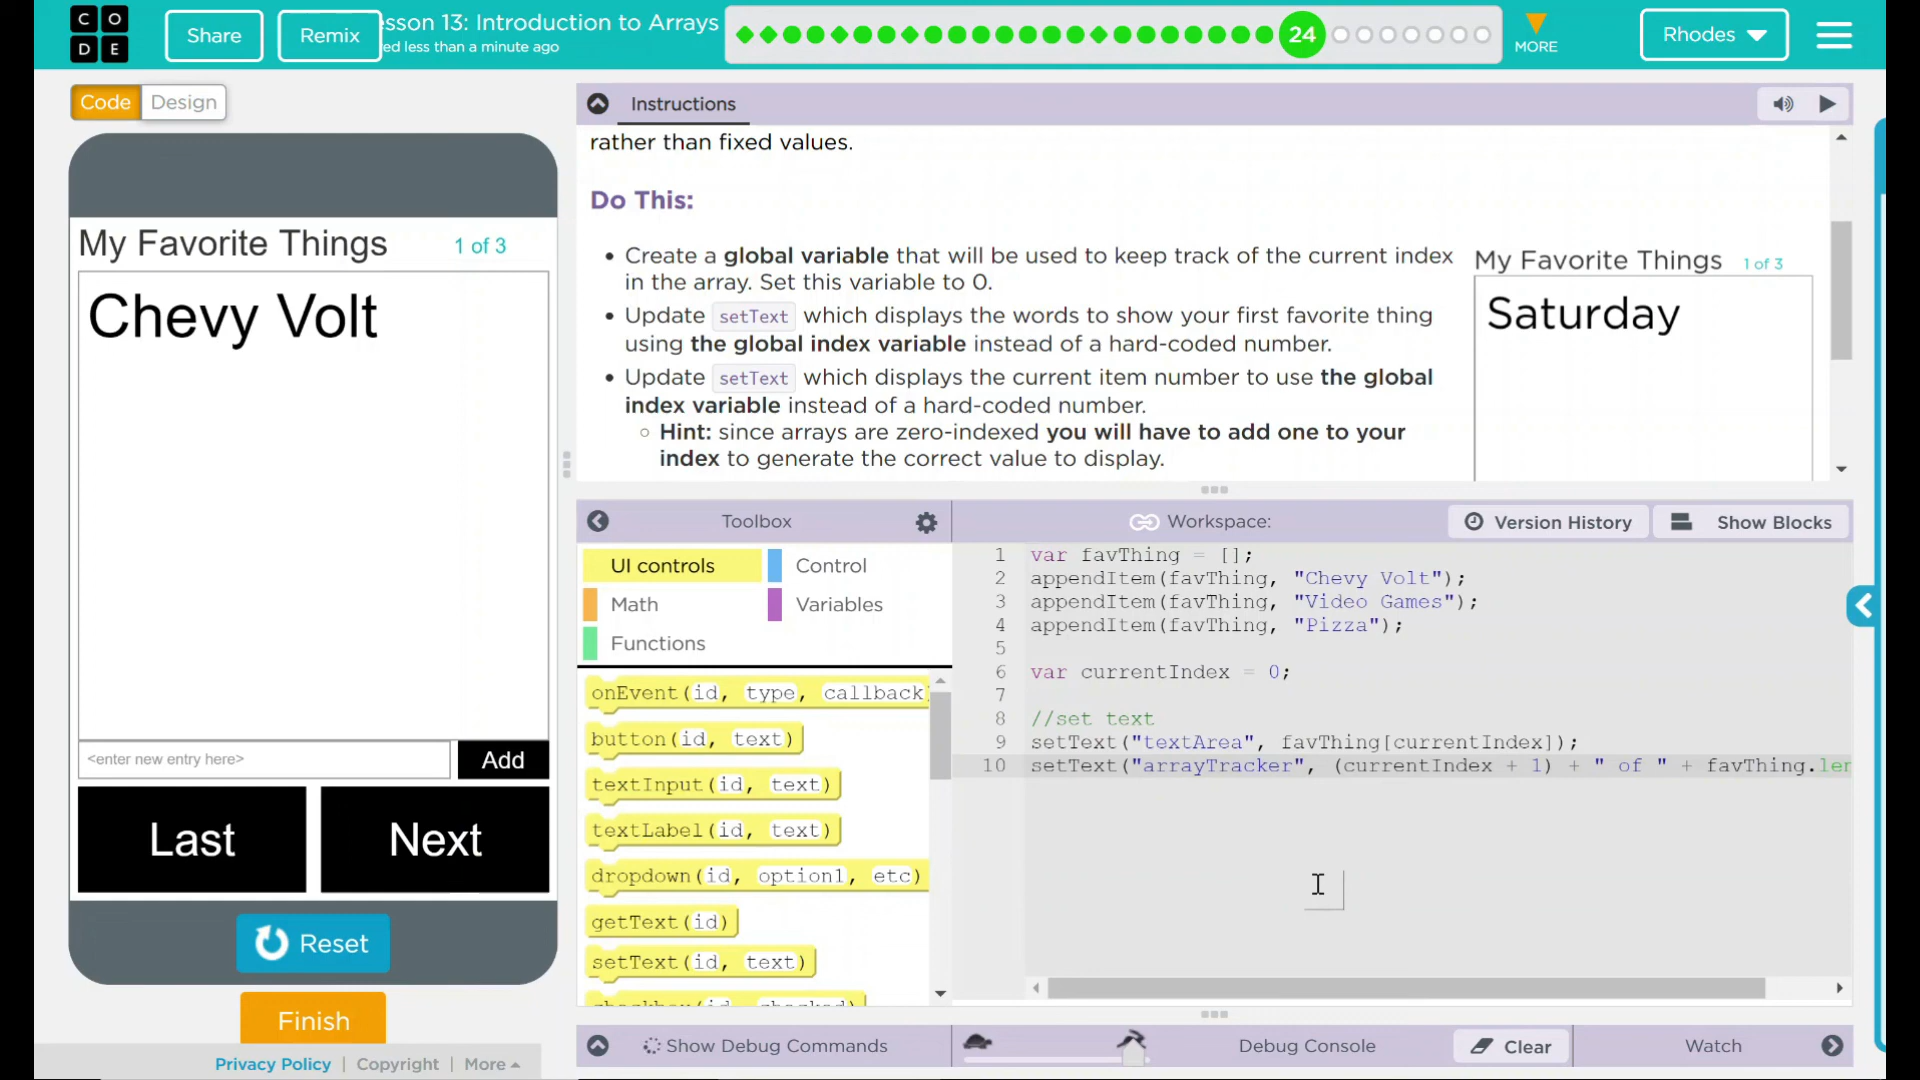 CODE
Share
Remix
esson 13: Introduction to Arrays
ed less than a minute ago
24
MORE
Rhodes
Code
Design
My Favorite Things
1 of 3
Chevy Volt
<enter new entry here>
Add
Last
Next
Reset
Finish
Privacy Policy | Copyright | More
Instructions
rather than fixed values.
Do This:
• Create a global variable that will be used to keep track of the current index
in the array. Set this variable to 0.
• Update setText which displays the words to show your first favorite thing
using the global index variable instead of a hard-coded number.
• Update setText which displays the current item number to use the global
index variable instead of a hard-coded number.
○ Hint: since arrays are zero-indexed you will have to add one to your
index to generate the correct value to display.
My Favorite Things
1 of 3
Saturday
Toolbox
UI controls
Control
Math
Variables
Functions
onEvent(id, type, callback)
button(id, text)
textInput(id, text)
textLabel(id, text)
dropdown(id, option1, etc)
getText(id)
setText(id, text)
Workspace:
Version History
Show Blocks
1 var favThing = [];
2 appendItem(favThing, "Chevy Volt");
3 appendItem(favThing, "Video Games");
4 appendItem(favThing, "Pizza");
5
6 var currentIndex = 0;
7
8 //set text
9 setText("textArea", favThing[currentIndex]);
10 setText("arrayTracker", (currentIndex + 1) + " of " + favThing.len
Show Debug Commands
Debug Console
Clear
Watch